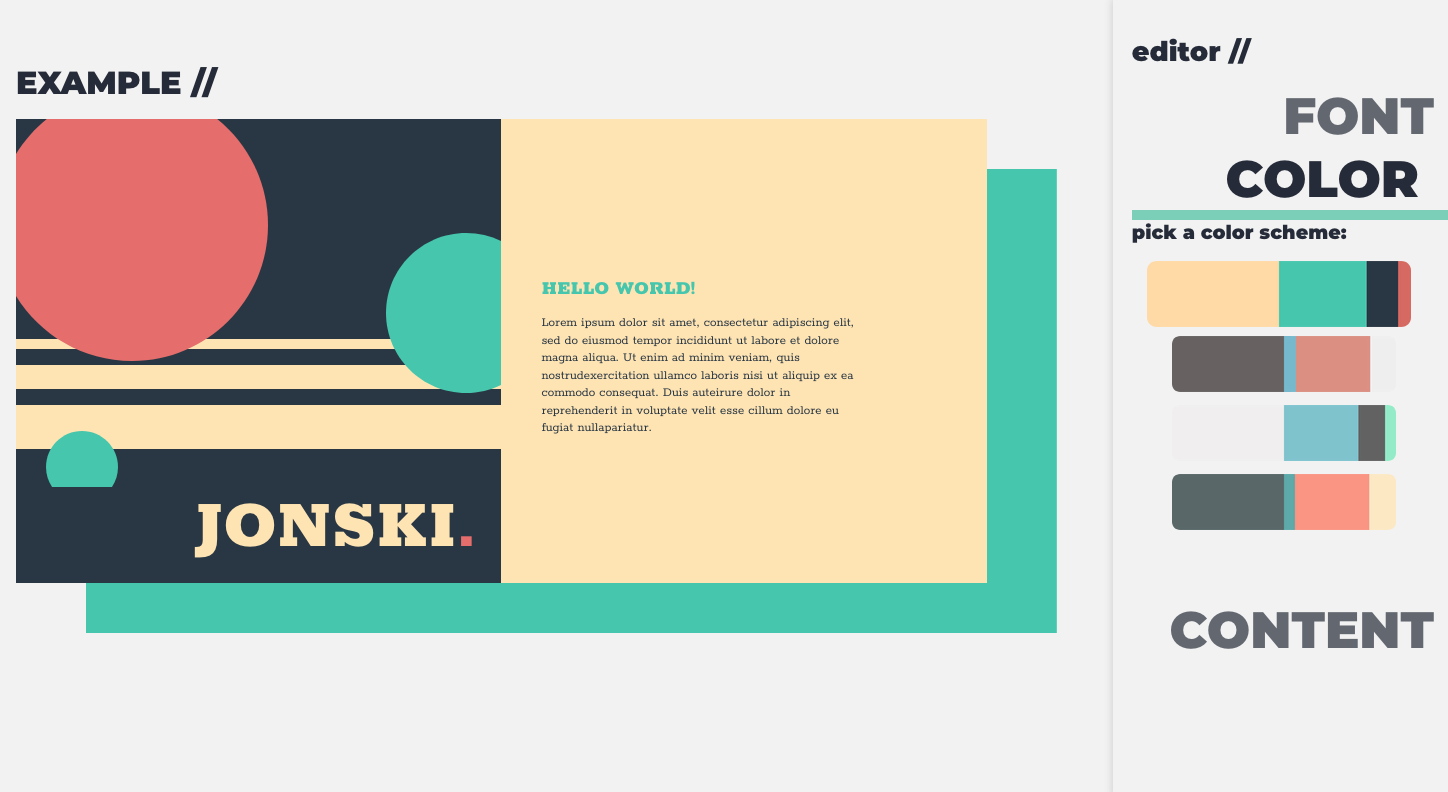 EXAMPLE //
HELLO WORLD!
Lorem ipsum dolor sit amet, consectetur adipiscing elit,
sed do eiusmod tempor incididunt ut labore et dolore
magna aliqua. Ut enim ad minim veniam, quis
nostrudexercitation ullamco laboris nisi ut aliquip ex ea
commodo consequat. Duis auteirure dolor in
reprehenderit in voluptate velit esse cillum dolore eu
fugiat nullapariatur.
JONSKI.
editor //
FONT
COLOR
pick a color scheme:
CONTENT